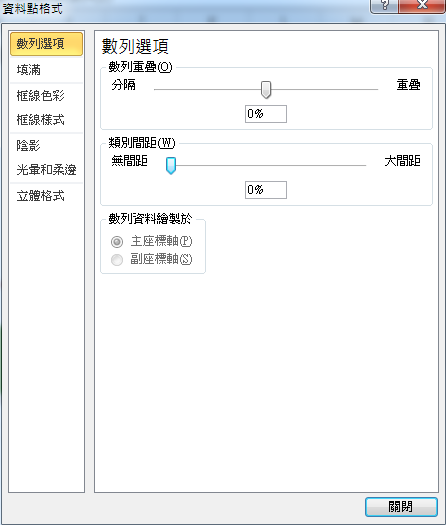 資料點格式
?
數列選項
填滿
框線色彩
框線樣式
陰影
光暈和柔邊
立體格式
數列選項
數列重疊(O)
分隔
重疊
0%
類別間距(W)
無間距
大間距
0%
數列資料繪製於
主座標軸(P)
副座標軸(S)
關閉